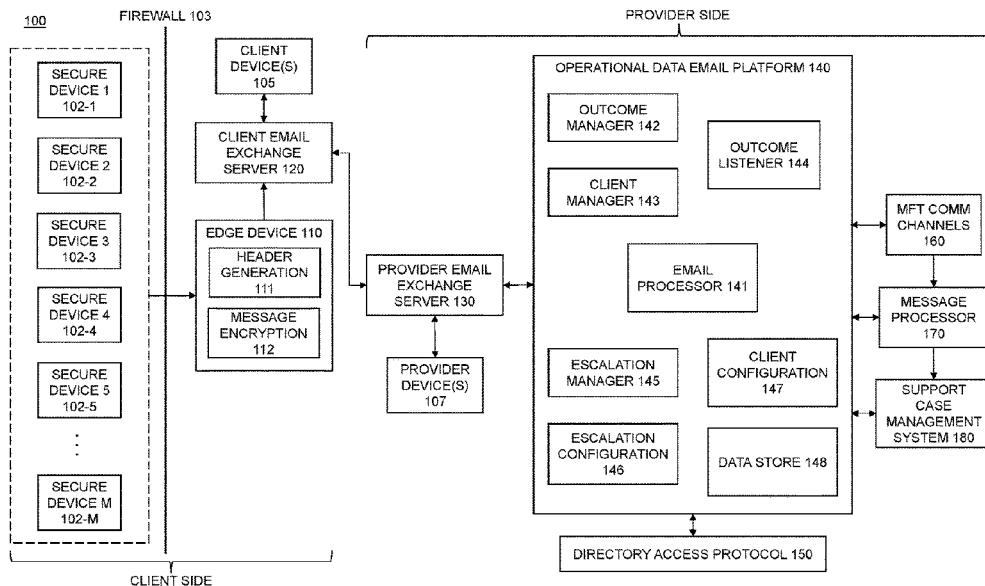 100
FIREWALL 103
PROVIDER SIDE
SECURE
DEVICE 1
102-1
SECURE
DEVICE 2
102-2
SECURE
DEVICE 3
102-3
SECURE
DEVICE 4
102-4
SECURE
DEVICE 5
102-5
SECURE
DEVICE M
102-M
CLIENT SIDE
CLIENT
DEVICE(S)
105
CLIENT EMAIL
EXCHANGE
SERVER 120
EDGE DEVICE 110
HEADER
GENERATION
111
MESSAGE
ENCRYPTION
112
PROVIDER EMAIL
EXCHANGE
SERVER 130
PROVIDER
DEVICE(S)
107
OPERATIONAL DATA EMAIL PLATFORM 140
OUTCOME
MANAGER 142
OUTCOME
LISTENER 144
CLIENT
MANAGER 143
EMAIL
PROCESSOR 141
ESCALATION
MANAGER 145
CLIENT
CONFIGURATION
147
ESCALATION
CONFIGURATION
146
DATA STORE 148
DIRECTORY ACCESS PROTOCOL 150
MFT COMM
CHANNELS
160
MESSAGE
PROCESSOR
170
SUPPORT
CASE
MANAGEMENT
SYSTEM 180